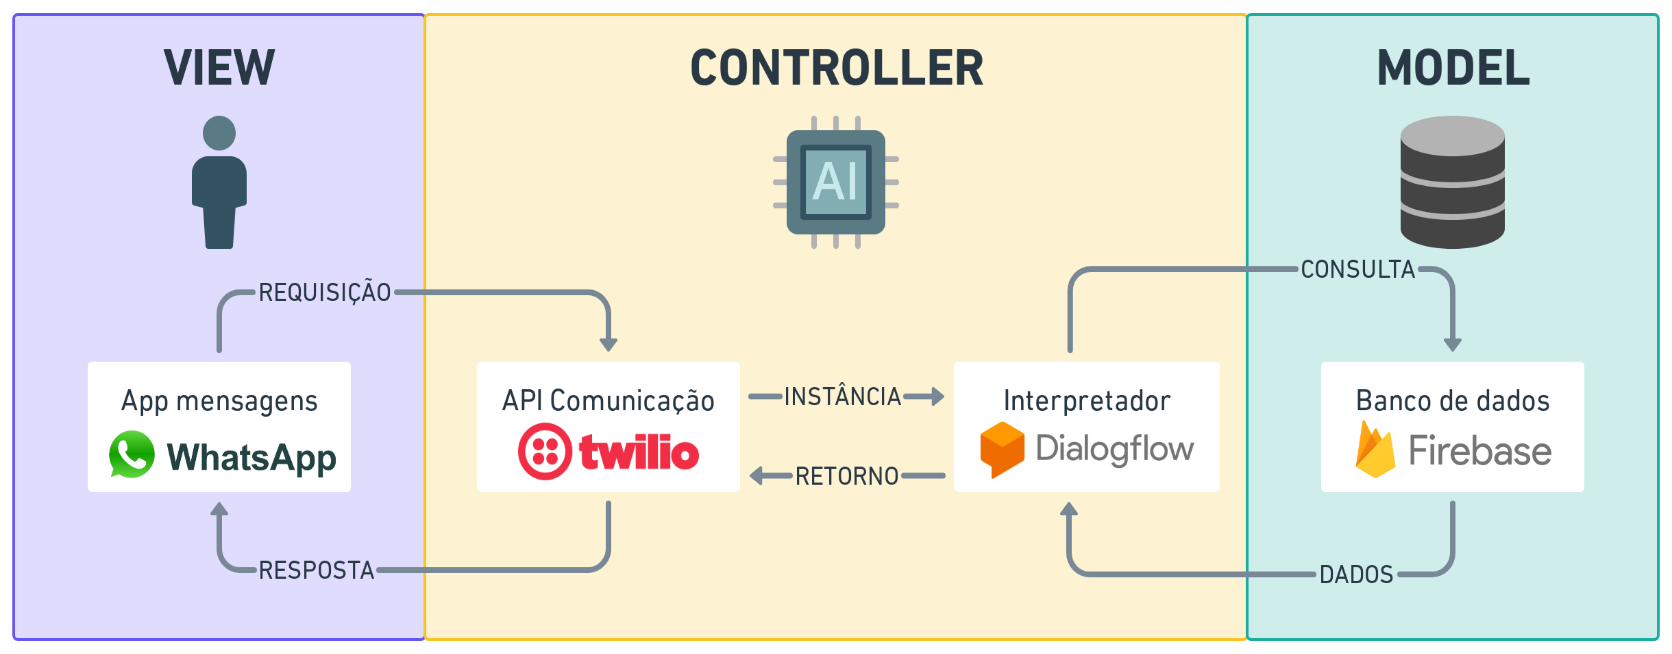 VIEW
CONTROLLER
MODEL
AI
CONSULTA
REQUISIÇÃO
App mensagens
WhatsApp
API Comunicação
twilio
INSTÂNCIA
RETORNO
Interpretador
Dialogflow
Banco de dados
Firebase
RESPOSTA
DADOS